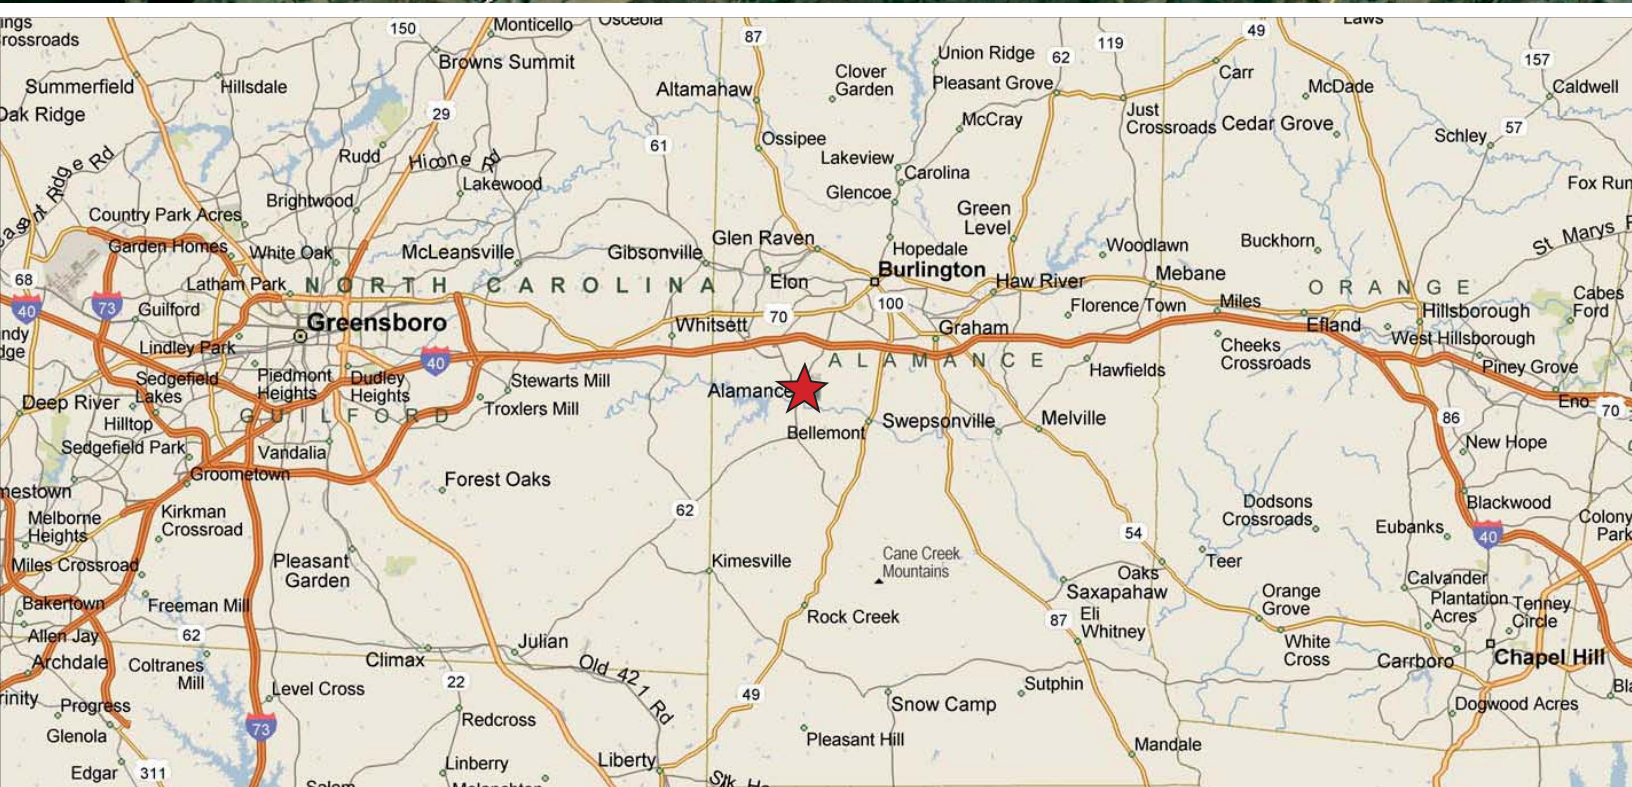 ings
rossroads
150
Monticello
Osceola
87
49
Laws
Browns Summit
Union Ridge
62
119
157
Summerfield
Hillsdale
Altamahaw
Clover
Garden
Pleasant Grove
Carr
McDade
Caldwell
Oak Ridge
29
McCray
Just
Crossroads
Cedar Grove
57
Schley
61
Ossipee
Rudd
Lakeview
Carolina
Glencoe
Lakewood
Fox Run
Brightwood
Country Park Acres
Green
Level
Garden Homes
White Oak
McLeansville
Gibsonville
Glen Raven
Hopedale
Woodlawn
Buckhorn
St Marys R
68
Latham Park
NORTH CAROLINA
Elon
Burlington
Haw River
Mebane
ORANGE
40
73
Guilford
70
100
Florence Town
Miles
Hillsborough
Cabes
Ford
Greensboro
Whitsett
Graham
Efland
West Hillsborough
ndy
dge
Lindley Park
40
ALAMANCE
Cheeks
Crossroads
Piney Grove
Sedgefield
Lakes
Piedmont
Heights
Dudley
Heights
Stewarts Mill
Alamance
Hawfields
Deep River
Troxlers Mill
Eno
70
Hilltop
GUILFORD
Bellemont
Swepsonville
Melville
86
Sedgefield Park
Vandalia
New Hope
Groometown
Forest Oaks
mestown
Melborne
Heights
Kirkman
Crossroad
62
Dodsons
Crossroads
Blackwood
Eubanks
Colony
Park
54
40
Miles Crossroad
Pleasant
Garden
Kimesville
Cane Creek
Mountains
Oaks
Teer
Bakertown
Freeman Mill
Rock Creek
Saxapahaw
Orange
Grove
Calvander
Plantation
Acres
Tenney
Circle
Allen Jay
62
87
Eli
Whitney
White
Cross
Archdale
Coltranes
Mill
Climax
Julian
Old 421 Rd
Carrboro
Chapel Hill
rinity
Progress
Level Cross
22
49
Snow Camp
Sutphin
Bla
Redcross
Dogwood Acres
Glenola
73
Pleasant Hill
Mandale
Edgar
311
Linberry
Liberty